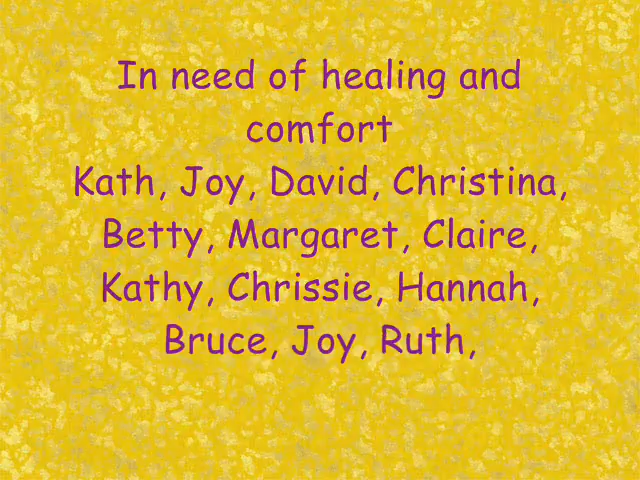 In need of healing and
comfort
Kath, Joy, David, Christina,
Betty, Margaret, Claire,
Kathy, Chrissie, Hannah,
Bruce, Joy, Ruth,